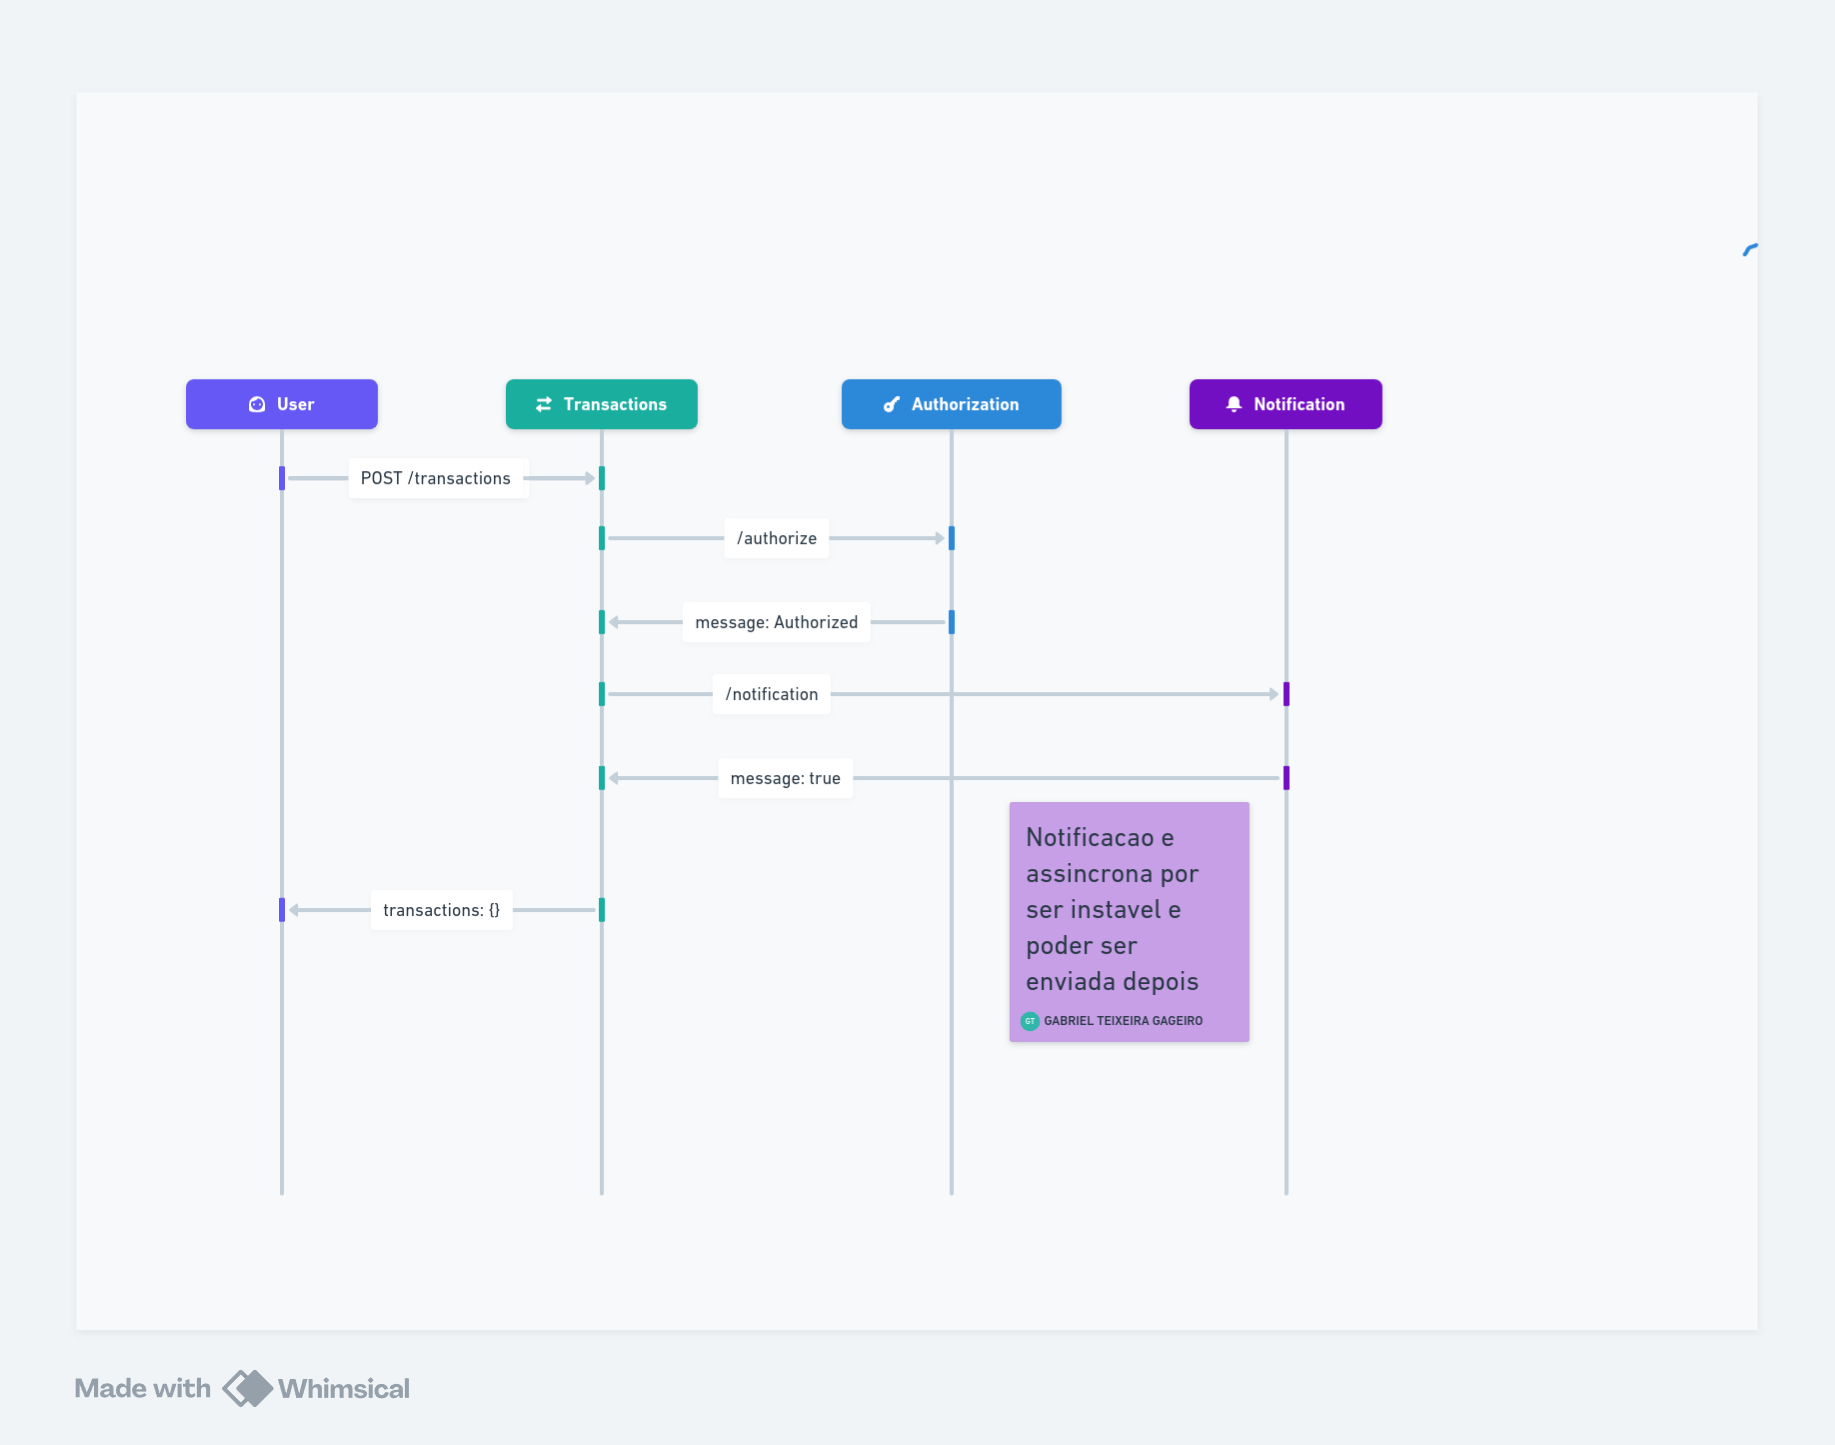 User
Transactions
Authorization
Notification
POST /transactions
/authorize
message: Authorized
/notification
message: true
Notificacao e
assincrona por
ser instavel e
poder ser
enviada depois
GT GABRIEL TEIXEIRA GAGEIRO
transactions: {}
Made with Whimsical